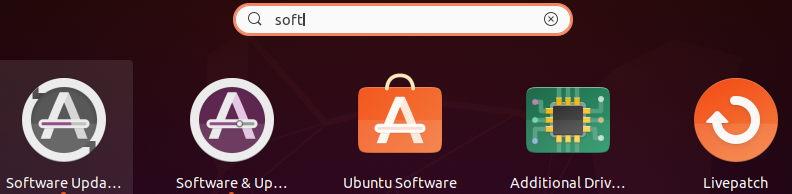 soft
Software Upda...
Software & Up...
Ubuntu Software
Additional Driv...
Livepatch